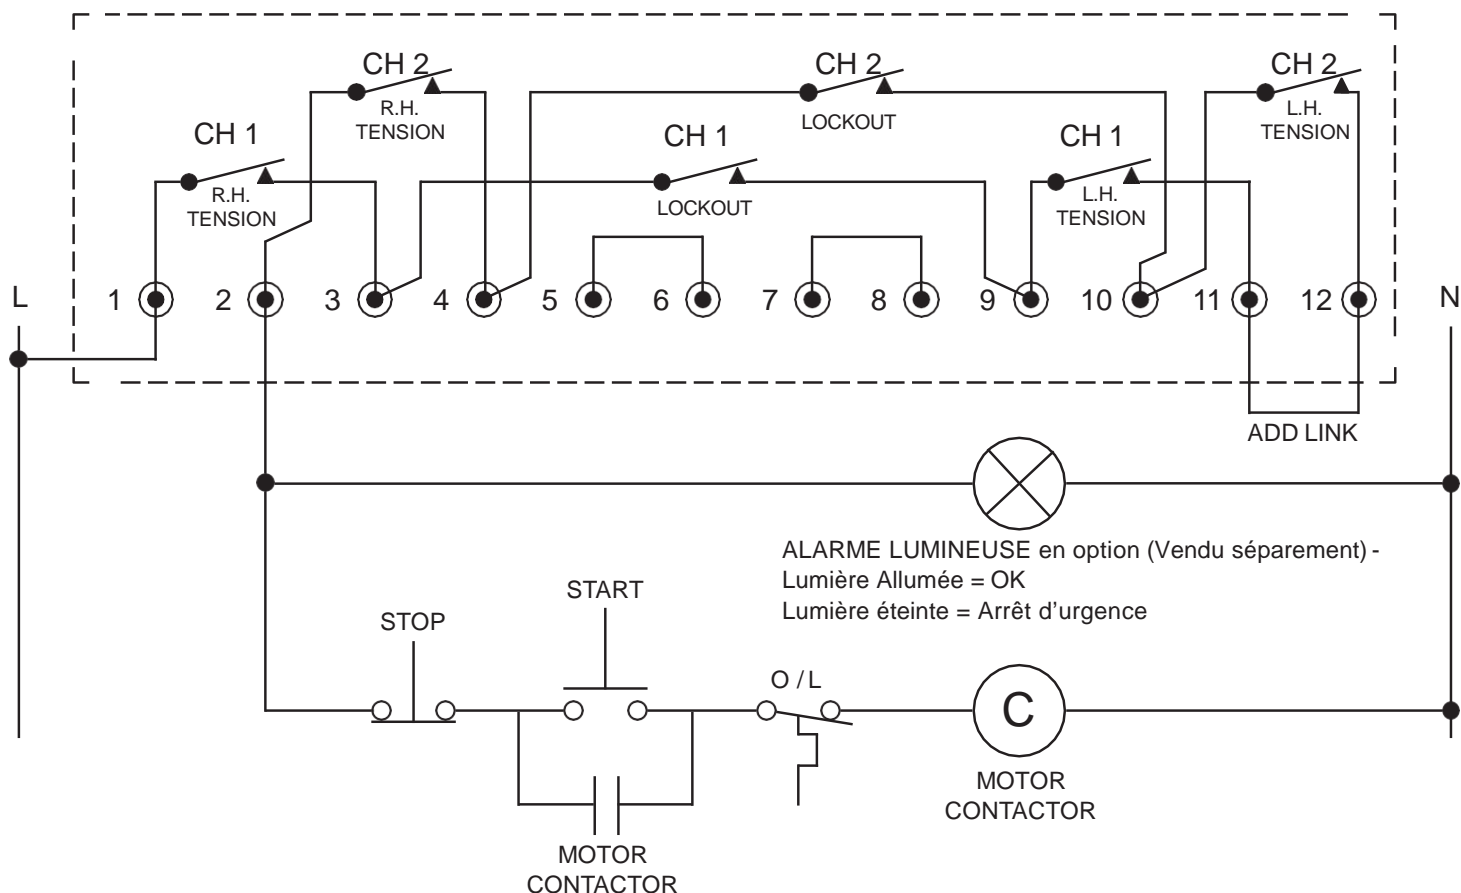 CH 2
R.H.
TENSION
CH 2
LOCKOUT
CH 2
L.H.
TENSION
CH 1
R.H.
TENSION
CH 1
LOCKOUT
CH 1
L.H.
TENSION
L
1 2 3 4 5 6 7 8 9 10 11 12
N
ADD LINK
ALARME LUMINEUSE en option (Vendu séparement) -
Lumière Allumée = OK
Lumière éteinte = Arrêt d'urgence
STOP
START
O / L
C
MOTOR
CONTACTOR
MOTOR
CONTACTOR